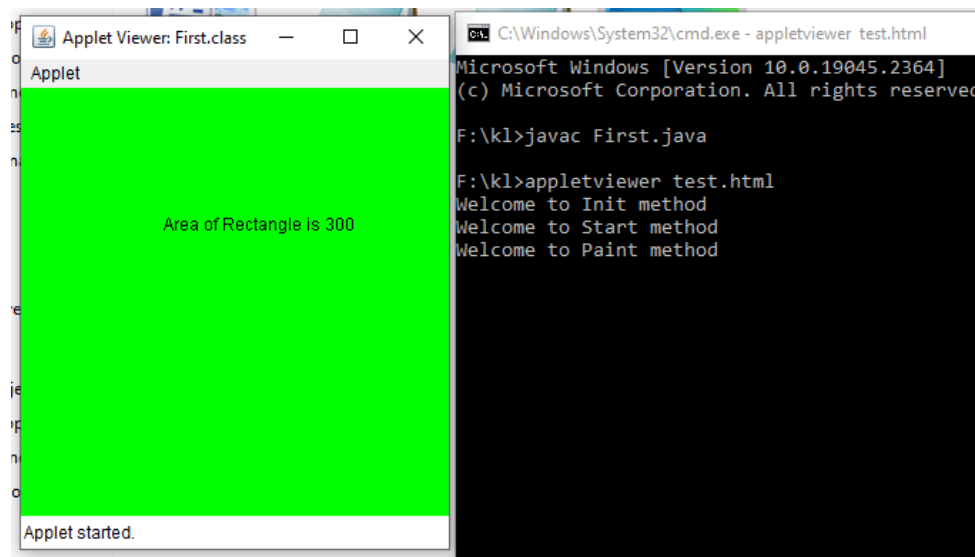 Applet Viewer: First.class
Applet
Area of Rectangle is 300
Applet started.
C:\Windows\System32\cmd.exe - appletviewer test.html
Microsoft Windows [Version 10.0.19045.2364]
(c) Microsoft Corporation. All rights reserved
F:\kl>javac First.java
F:\kl>appletviewer test.html
Welcome to Init method
Welcome to Start method
Welcome to Paint method